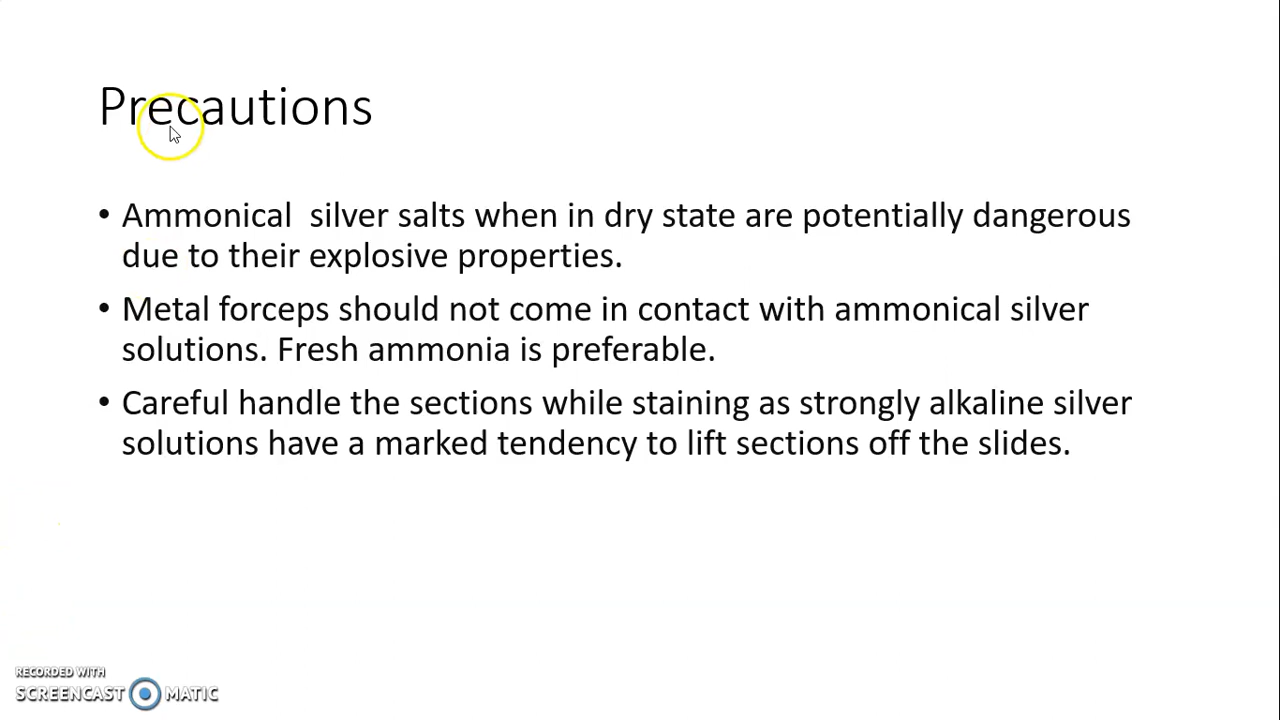 Precautions
• Ammonical  silver salts when in dry state are potentially dangerous
due to their explosive properties.
• Metal forceps should not come in contact with ammonical silver
solutions. Fresh ammonia is preferable.
• Careful handle the sections while staining as strongly alkaline silver
solutions have a marked tendency to lift sections off the slides.
RECORDED WITH
SCREENCAST MATIC